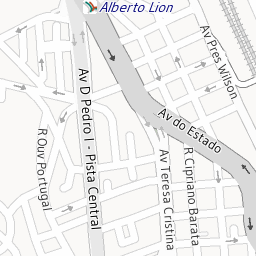 Alberto Lion
Av Pres Wilson
Av D Pedro I - Pista Central
Av do Estado
R Ouv Portugal
Av Teresa Cristina
R Cipriano Barata